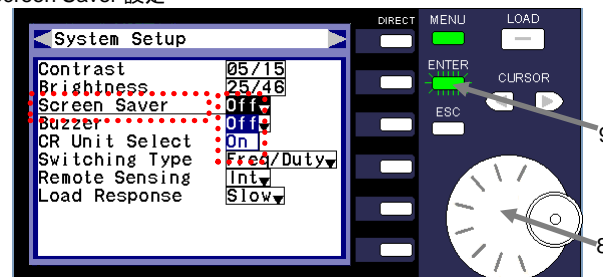 Screen Saver 設定
System Setup
Contrast 05/15
Brightness 25/46
Screen Saver Off
Buzzer Off
CR Unit Select On
Switching Type Freq/Duty
Remote Sensing Int
Load Response Slow
DIRECT
MENU
LOAD
ENTER
CURSOR
ESC
9
8